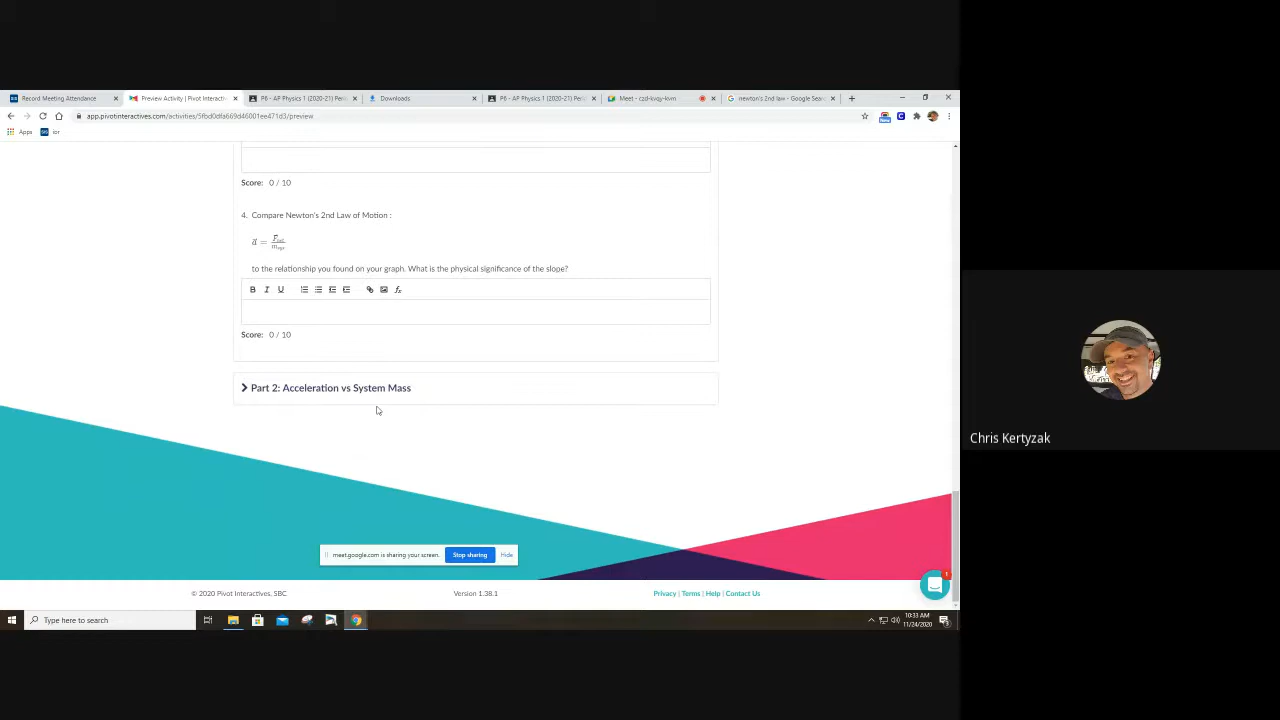 Record Meeting Attendance
Preview Activity | Pivot Interacti
P6 - AP Physics 1 (2020-21) Per
Downloads
P6 - AP Physics 1 (2020-21) Per
Meet - czd-kvqy-kvm
newton's 2nd law - Google Sea
app.pivotinteractives.com/activities/5fbd0dfa669d46001ee471d3/preview
Apps
ior
Score: 0 / 10
4. Compare Newton's 2nd Law of Motion :
to the relationship you found on your graph. What is the physical significance of the slope?
B I U
Score: 0 / 10
Part 2: Acceleration vs System Mass
Chris Kertyzak
meet.google.com is sharing your screen.
Stop sharing
Hide
© 2020 Pivot Interactives, SBC
Version 1.38.1
Privacy | Terms | Help | Contact Us
Type here to search
10:33 AM
11/24/2020